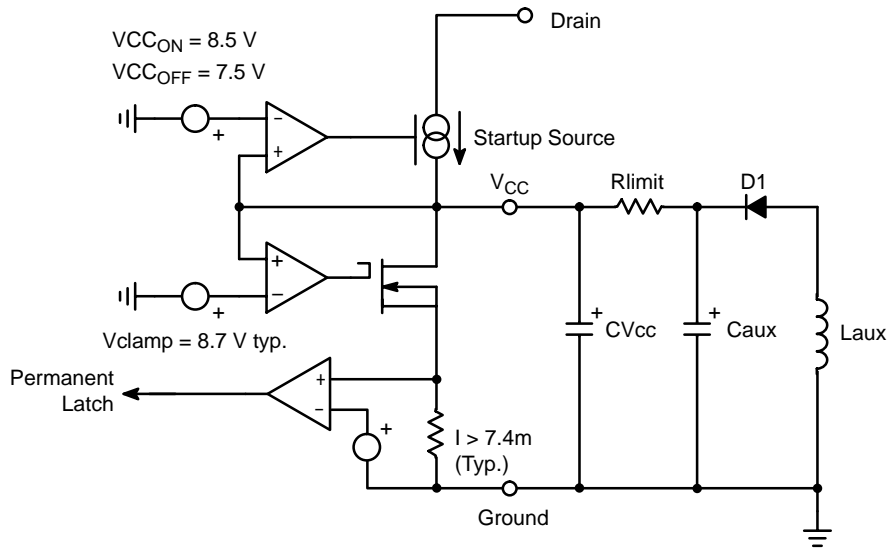 Drain
VCC_ON = 8.5 V
VCC_OFF = 7.5 V
+
−
+
Startup Source
V_CC
Rlimit
D1
+
−
+
Vclamp = 8.7 V typ.
+
CVcc
+
Caux
Laux
Permanent
Latch
+
−
+
I > 7.4m
(Typ.)
Ground